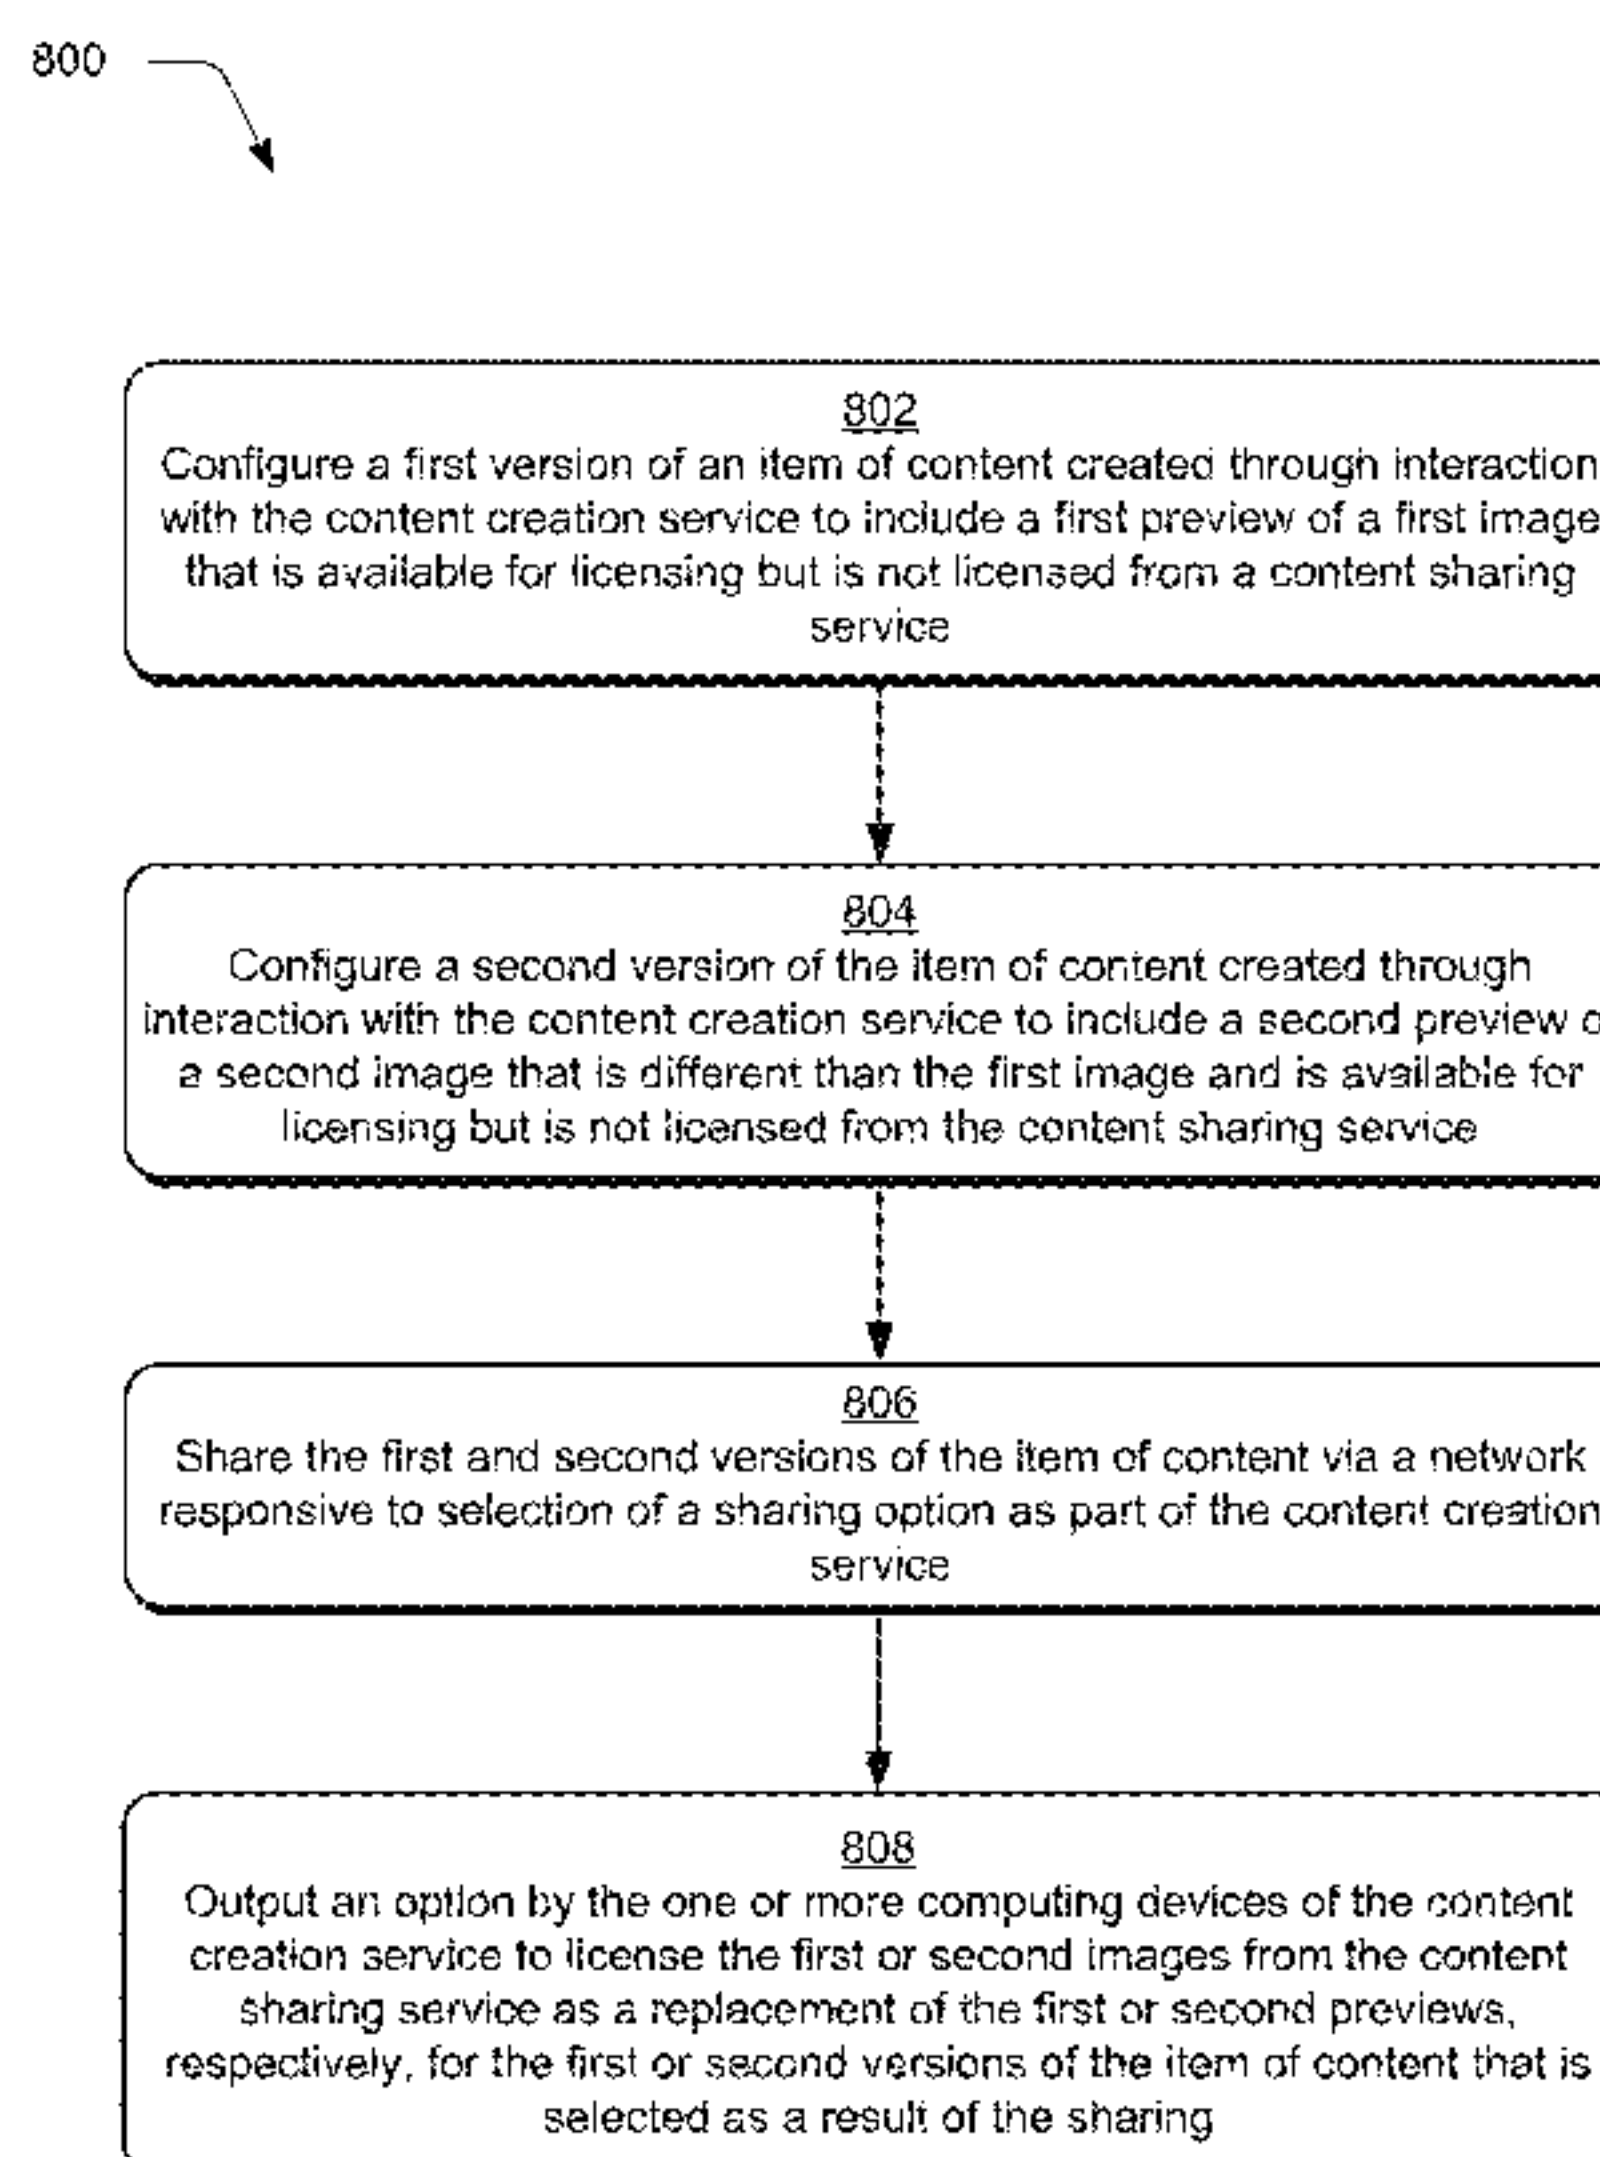 800
802
Configure a first version of an item of content created through interaction
with the content creation service to include a first preview of a first image
that is available for licensing but is not licensed from a content sharing
service
804
Configure a second version of the item of content created through
interaction with the content creation service to include a second preview
a second image that is different than the first image and is available for
licensing but is not licensed from the content sharing service
806
Share the first and second versions of the item of content via a network
responsive to selection of a sharing option as part of the content creation
service
808
Output an option by the one or more computing devices of the content
creation service to license the first or second images from the content
sharing service as a replacement of the first or second previews,
respectively, for the first or second versions of the item of content that is
selected as a result of the sharing